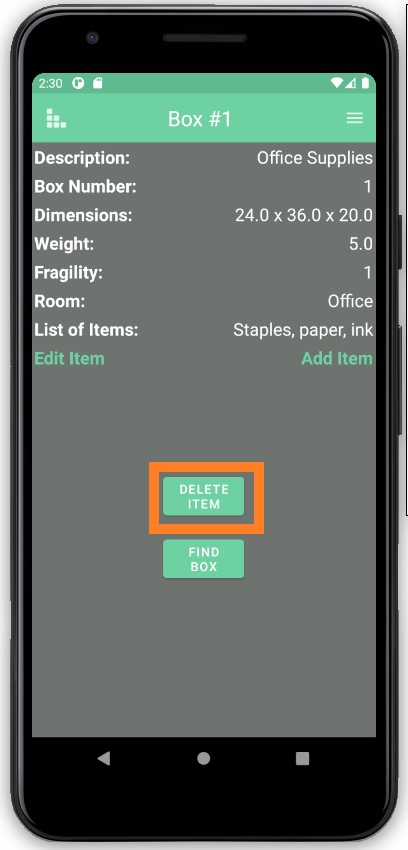 2:30
Box #1
Description: Office Supplies
Box Number: 1
Dimensions: 24.0 x 36.0 x 20.0
Weight: 5.0
Fragility: 1
Room: Office
List of Items: Staples, paper, ink
Edit Item Add Item
DELETE
ITEM
FIND
BOX